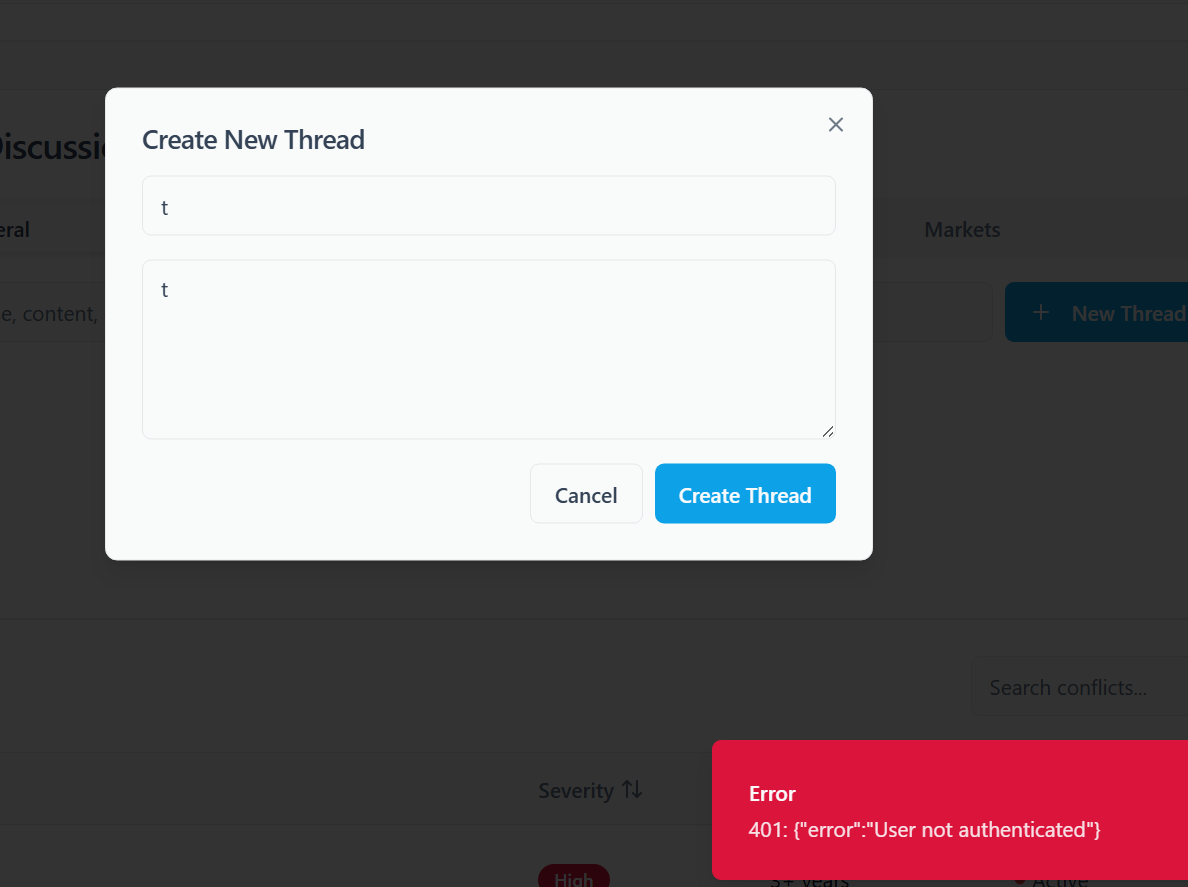 Create New Thread
Discussi
eral
Markets
t
t
e, content,
New Thread
Cancel
Create Thread
Search conflicts...
Severity
Error
401: {"error":"User not authenticated"}
High
3+ years
Active